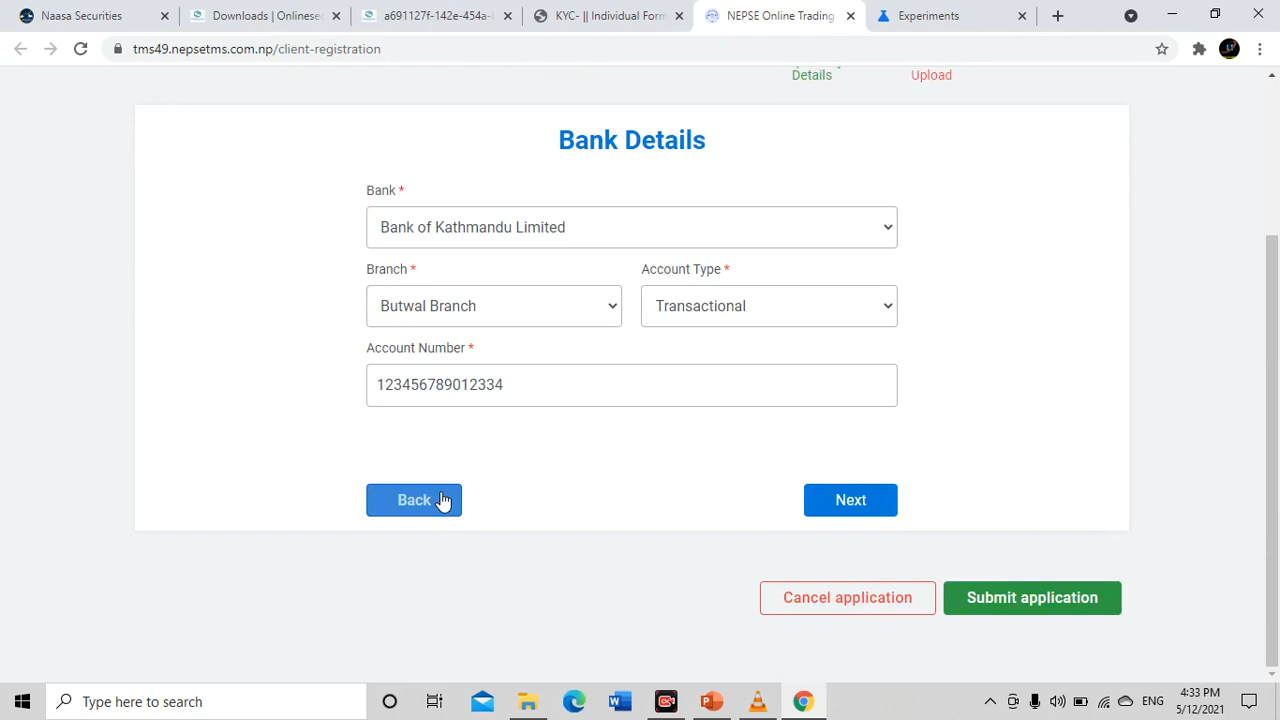 Naasa Securities
Downloads | Onlinese
a691127f-142e-454a-
KYC- || Individual Form
NEPSE Online Trading
Experiments
tms49.nepsetms.com.np/client-registration
Details
Upload
Bank Details
Bank *
Bank of Kathmandu Limited
Branch *
Account Type *
Butwal Branch
Transactional
Account Number *
123456789012334
Back
Next
Cancel application
Submit application
Type here to search
ENG
4:33 PM
5/12/2021